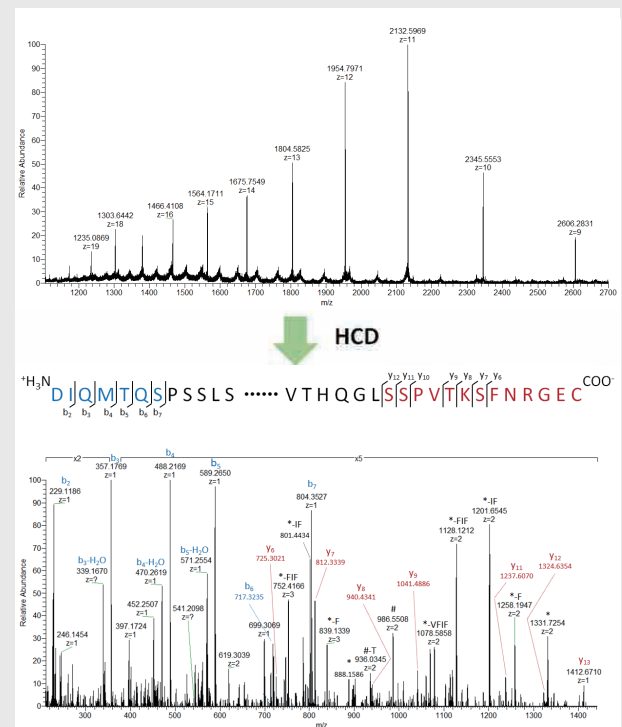 2132.5969
z=11
1954.7971
z=12
1804.5825
z=13
2345.5553
z=10
1675.7549
z=14
1564.1711
z=15
1466.4108
z=16
1303.6442
z=18
1235.0869
z=19
2606.2831
z=9
Relative Abundance
100
90
80
70
60
50
40
30
20
10
0
1200 1300 1400 1500 1600 1700 1800 1900 2000 2100 2200 2300 2400 2500 2600 2700
m/z
HCD
y12 y11 y10 y9 y8 y7 y6
+H3N DIQMTQSPSSLS ······ VTHQGLSSPVTKSFNRGEC COO-
b2 b3 b4 b5 b6 b7
x2 x5
b2
229.1186
z=1
b3
357.1769
z=1
b4
488.2169
z=1
b5
589.2650
z=1
b7
804.3527
z=1
*-IF
801.4434
*-IF
1201.6545
z=2
*-FIF
1128.1212
z=2
b3-H2O
339.1670
z=?
b4-H2O
470.2619
z=1
b5-H2O
571.2554
z=1
y6
725.3021
y7
812.3339
*-FIF
752.4166
z=3
b6
717.3235
y8
940.4341
y9
1041.4886
y11
1237.6070
y12
1324.6354
452.2507
z=1
397.1724
z=1
246.1454
z=1
541.2098
z=?
619.3039
z=2
699.3069
z=1
*-F
839.1339
z=3
*
888.1586
#
986.5508
z=2
#-T
936.0345
z=2
*-VFIF
1078.5858
z=2
*-F
1258.1947
z=2
*
1331.7254
z=2
y13
1412.6710
z=1
Relative Abundance
100
90
80
70
60
50
40
30
20
10
0
300 400 500 600 700 800 900 1000 1100 1200 1300 1400
m/z